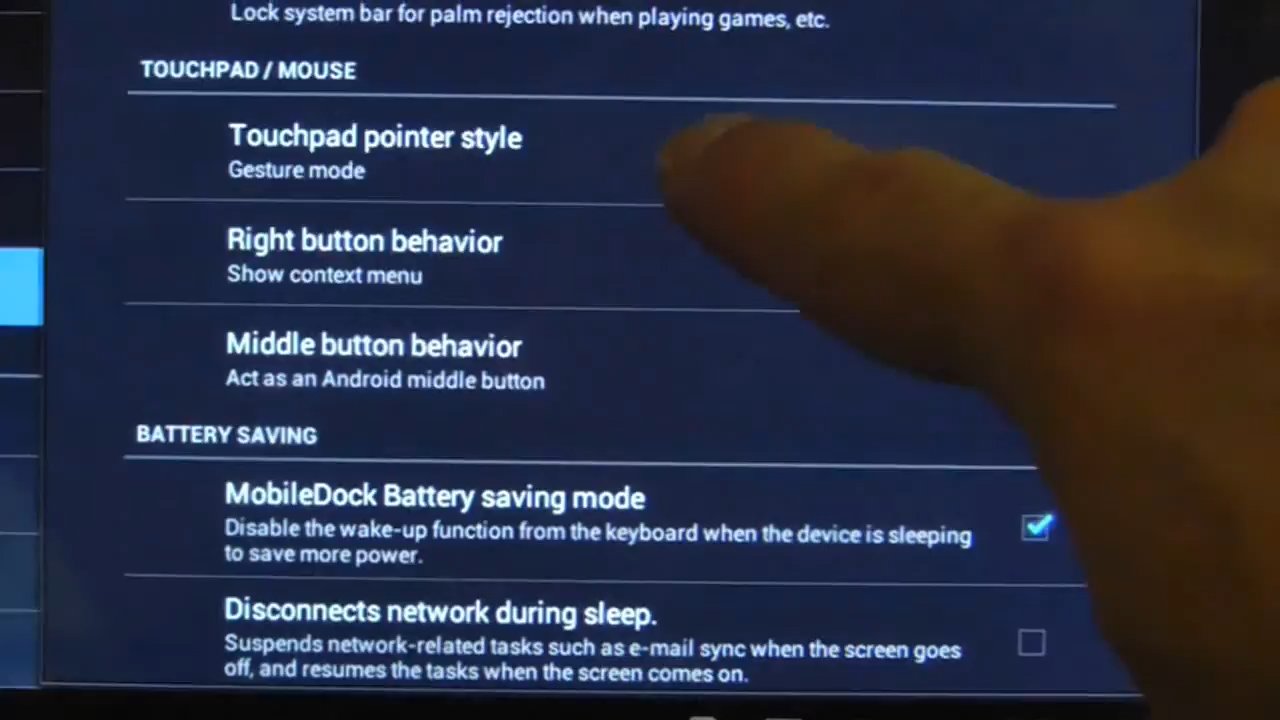 Lock system bar for palm rejection when playing games, etc.
TOUCHPAD / MOUSE
Touchpad pointer style
Gesture mode
Right button behavior
Show context menu
Middle button behavior
Act as an Android middle button
BATTERY SAVING
MobileDock Battery saving mode
Disable the wake-up function from the keyboard when the device is sleeping
to save more power.
Disconnects network during sleep.
Suspends network-related tasks such as e-mail sync when the screen goes
off, and resumes the tasks when the screen comes on.